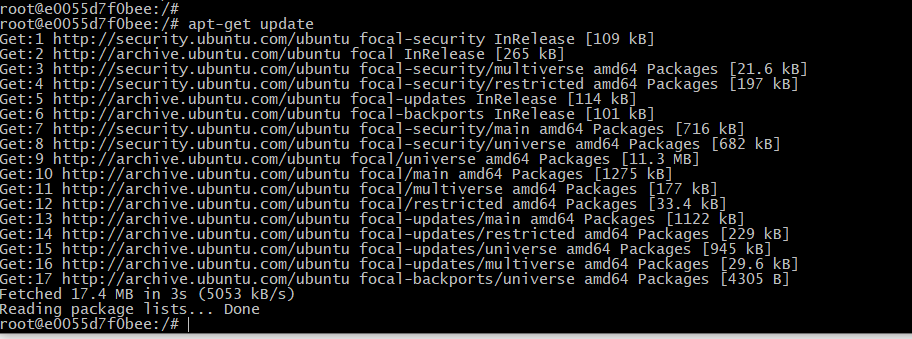 root@e0055d7f0bee:/#
root@e0055d7f0bee:/# apt-get update
Get:1 http://security.ubuntu.com/ubuntu focal-security InRelease [109 kB]
Get:2 http://archive.ubuntu.com/ubuntu focal InRelease [265 kB]
Get:3 http://security.ubuntu.com/ubuntu focal-security/multiverse amd64 Packages [21.6 kB]
Get:4 http://security.ubuntu.com/ubuntu focal-security/restricted amd64 Packages [197 kB]
Get:5 http://archive.ubuntu.com/ubuntu focal-updates InRelease [114 kB]
Get:6 http://archive.ubuntu.com/ubuntu focal-backports InRelease [101 kB]
Get:7 http://security.ubuntu.com/ubuntu focal-security/main amd64 Packages [716 kB]
Get:8 http://security.ubuntu.com/ubuntu focal-security/universe amd64 Packages [682 kB]
Get:9 http://archive.ubuntu.com/ubuntu focal/universe amd64 Packages [11.3 MB]
Get:10 http://archive.ubuntu.com/ubuntu focal/main amd64 Packages [1275 kB]
Get:11 http://archive.ubuntu.com/ubuntu focal/multiverse amd64 Packages [177 kB]
Get:12 http://archive.ubuntu.com/ubuntu focal/restricted amd64 Packages [33.4 kB]
Get:13 http://archive.ubuntu.com/ubuntu focal-updates/main amd64 Packages [1122 kB]
Get:14 http://archive.ubuntu.com/ubuntu focal-updates/restricted amd64 Packages [229 kB]
Get:15 http://archive.ubuntu.com/ubuntu focal-updates/universe amd64 Packages [945 kB]
Get:16 http://archive.ubuntu.com/ubuntu focal-updates/multiverse amd64 Packages [29.6 kB]
Get:17 http://archive.ubuntu.com/ubuntu focal-backports/universe amd64 Packages [4305 B]
Fetched 17.4 MB in 3s (5053 kB/s)
Reading package lists... Done
root@e0055d7f0bee:/#